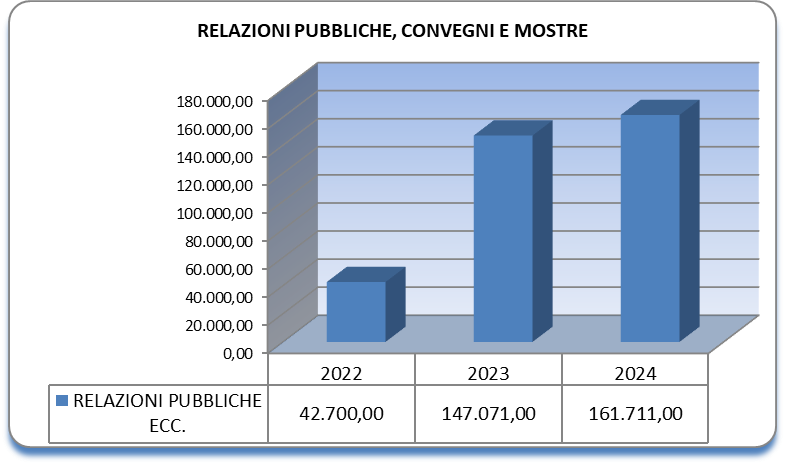 RELAZIONI PUBBLICHE, CONVEGNI E MOSTRE
180.000,00
160.000,00
140.000,00
120.000,00
100.000,00
80.000,00
60.000,00
40.000,00
20.000,00
0,00
2022 2023 2024
RELAZIONI PUBBLICHE
ECC.
42.700,00 147.071,00 161.711,00